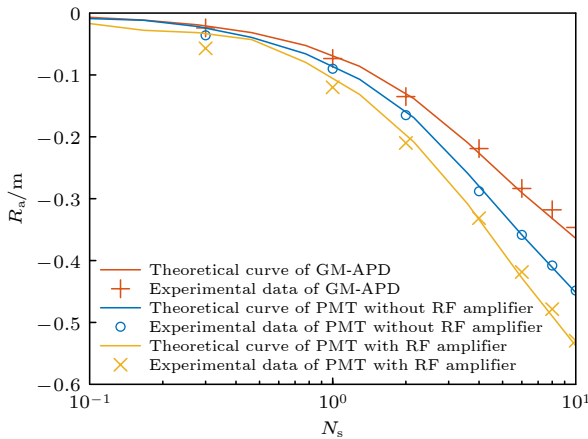 0
−0.1
−0.2
−0.3
−0.4
−0.5
−0.6
Ra/m
Theoretical curve of GM-APD
Experimental data of GM-APD
Theoretical curve of PMT without RF amplifier
Experimental data of PMT without RF amplifier
Theoretical curve of PMT with RF amplifier
Experimental data of PMT with RF amplifier
10−1 100 101
Ns